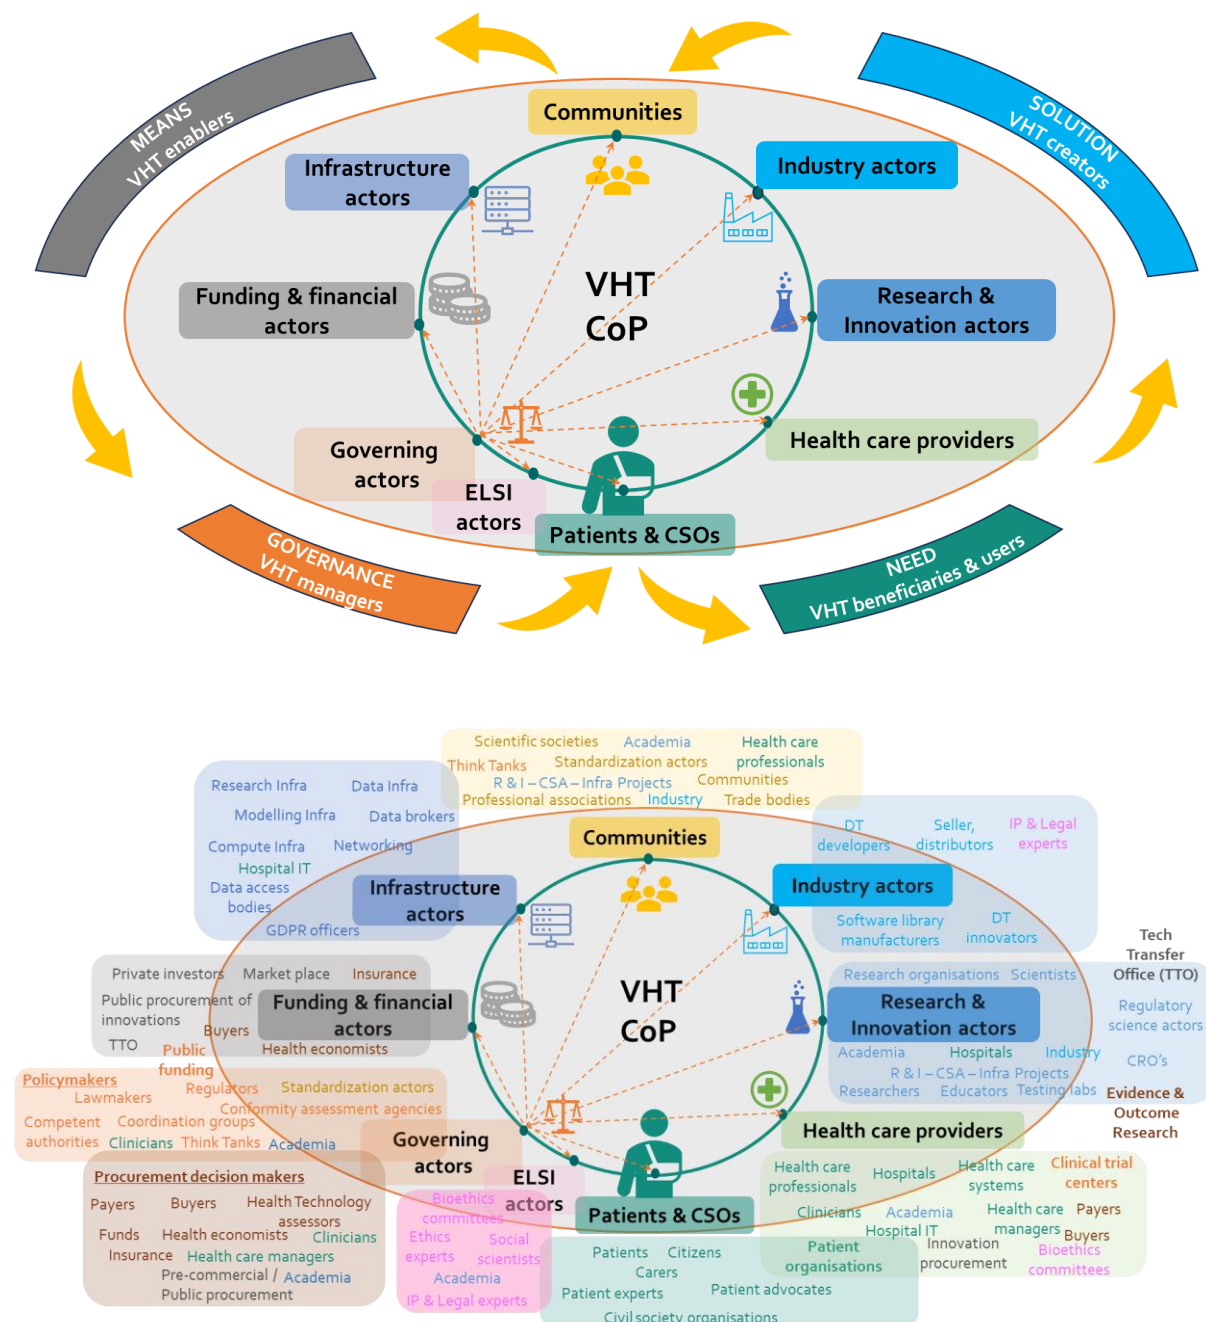 MEANS
VHT enablers
SOLUTION
VHT creators
Communities
Infrastructure
actors
Industry actors
Funding & financial
actors
VHT
CoP
Research &
Innovation actors
Governing
actors
Health care providers
ELSI
actors
Patients & CSOs
GOVERNANCE
VHT managers
NEED
VHT beneficiaries & users
Scientific societies
Academia
Health care
professionals
Think Tanks
Standardization actors
R & I – CSA – Infra Projects
Communities
Professional associations
Industry
Trade bodies
Research Infra
Data Infra
Modelling Infra
Data brokers
Compute Infra
Networking
Hospital IT
Data access
bodies
GDPR officers
Communities
Infrastructure
actors
DT
developers
Seller,
distributors
IP & Legal
experts
Industry actors
Software library
manufacturers
DT
innovators
Tech
Transfer
Office (TTO)
Private investors
Market place
Insurance
Public procurement of
innovations
Buyers
TTO
Public
funding
Health economists
Funding & financial
actors
VHT
CoP
Research organisations
Scientists
Research &
Innovation actors
Regulatory
science actors
Academia
Hospitals
Industry
R & I – CSA – Infra Projects
CRO's
Researchers
Educators
Testing labs
Evidence &
Outcome
Research
Policymakers
Lawmakers
Regulators
Standardization actors
Conformity assessment agencies
Competent
authorities
Coordination groups
Clinicians
Think Tanks
Academia
Governing
actors
Health care providers
Procurement decision makers
Payers
Buyers
Health Technology
assessors
Funds
Health economists
Clinicians
Insurance
Health care managers
Pre-commercial /
Public procurement
Academia
ELSI
actors
Bioethics
committees
Ethics
experts
Social
scientists
Academia
IP & Legal experts
Patients & CSOs
Patients
Citizens
Carers
Patient experts
Patient advocates
Civil society organisations
Health care
professionals
Hospitals
Health care
systems
Clinical trial
centers
Clinicians
Academia
Health care
managers
Payers
Hospital IT
Buyers
Patient
organisations
Innovation
procurement
Bioethics
committees